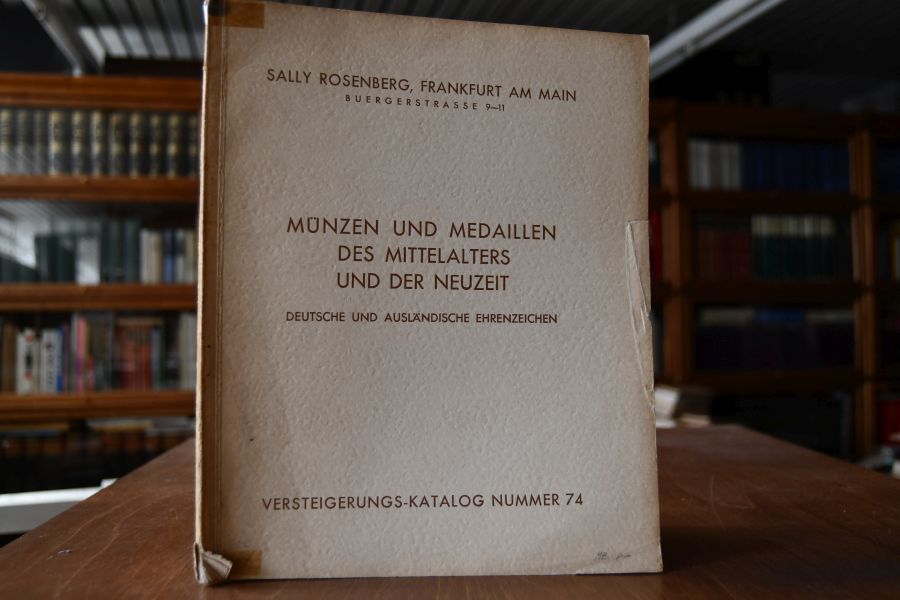 SALLY ROSENBERG, FRANKFURT AM MAIN
BUERGERSTRASSE 9—11
MÜNZEN UND MEDAILLEN
DES MITTELALTERS
UND DER NEUZEIT
DEUTSCHE UND AUSLÄNDISCHE EHRENZEICHEN
VERSTEIGERUNGS-KATALOG NUMMER 74